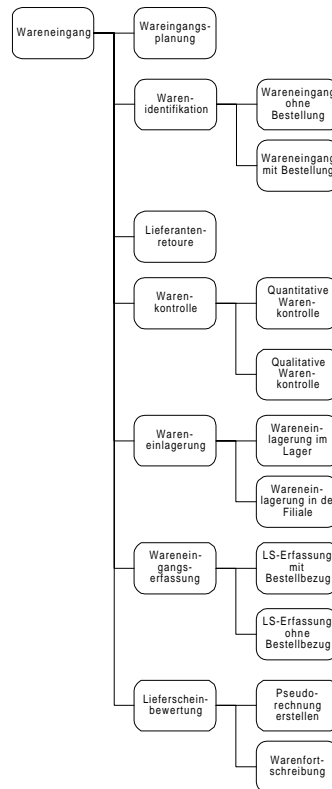 Wareneingang
Wareingangs-
planung
Waren-
identifikation
Wareneingang
ohne
Bestellung
Wareneingang
mit Bestellung
Lieferanten-
retoure
Waren-
kontrolle
Quantitative
Waren-
kontrolle
Qualitative
Waren-
kontrolle
Waren-
einlagerung
Warenein-
lagerung im
Lager
Warenein-
lagerung in de
Filiale
Warenein-
gangs-
erfassung
LS-Erfassung
mit
Bestellbezug
LS-Erfassung
ohne
Bestellbezug
Lieferschein-
bewertung
Pseudo-
rechnung
erstellen
Warenfort-
schreibung